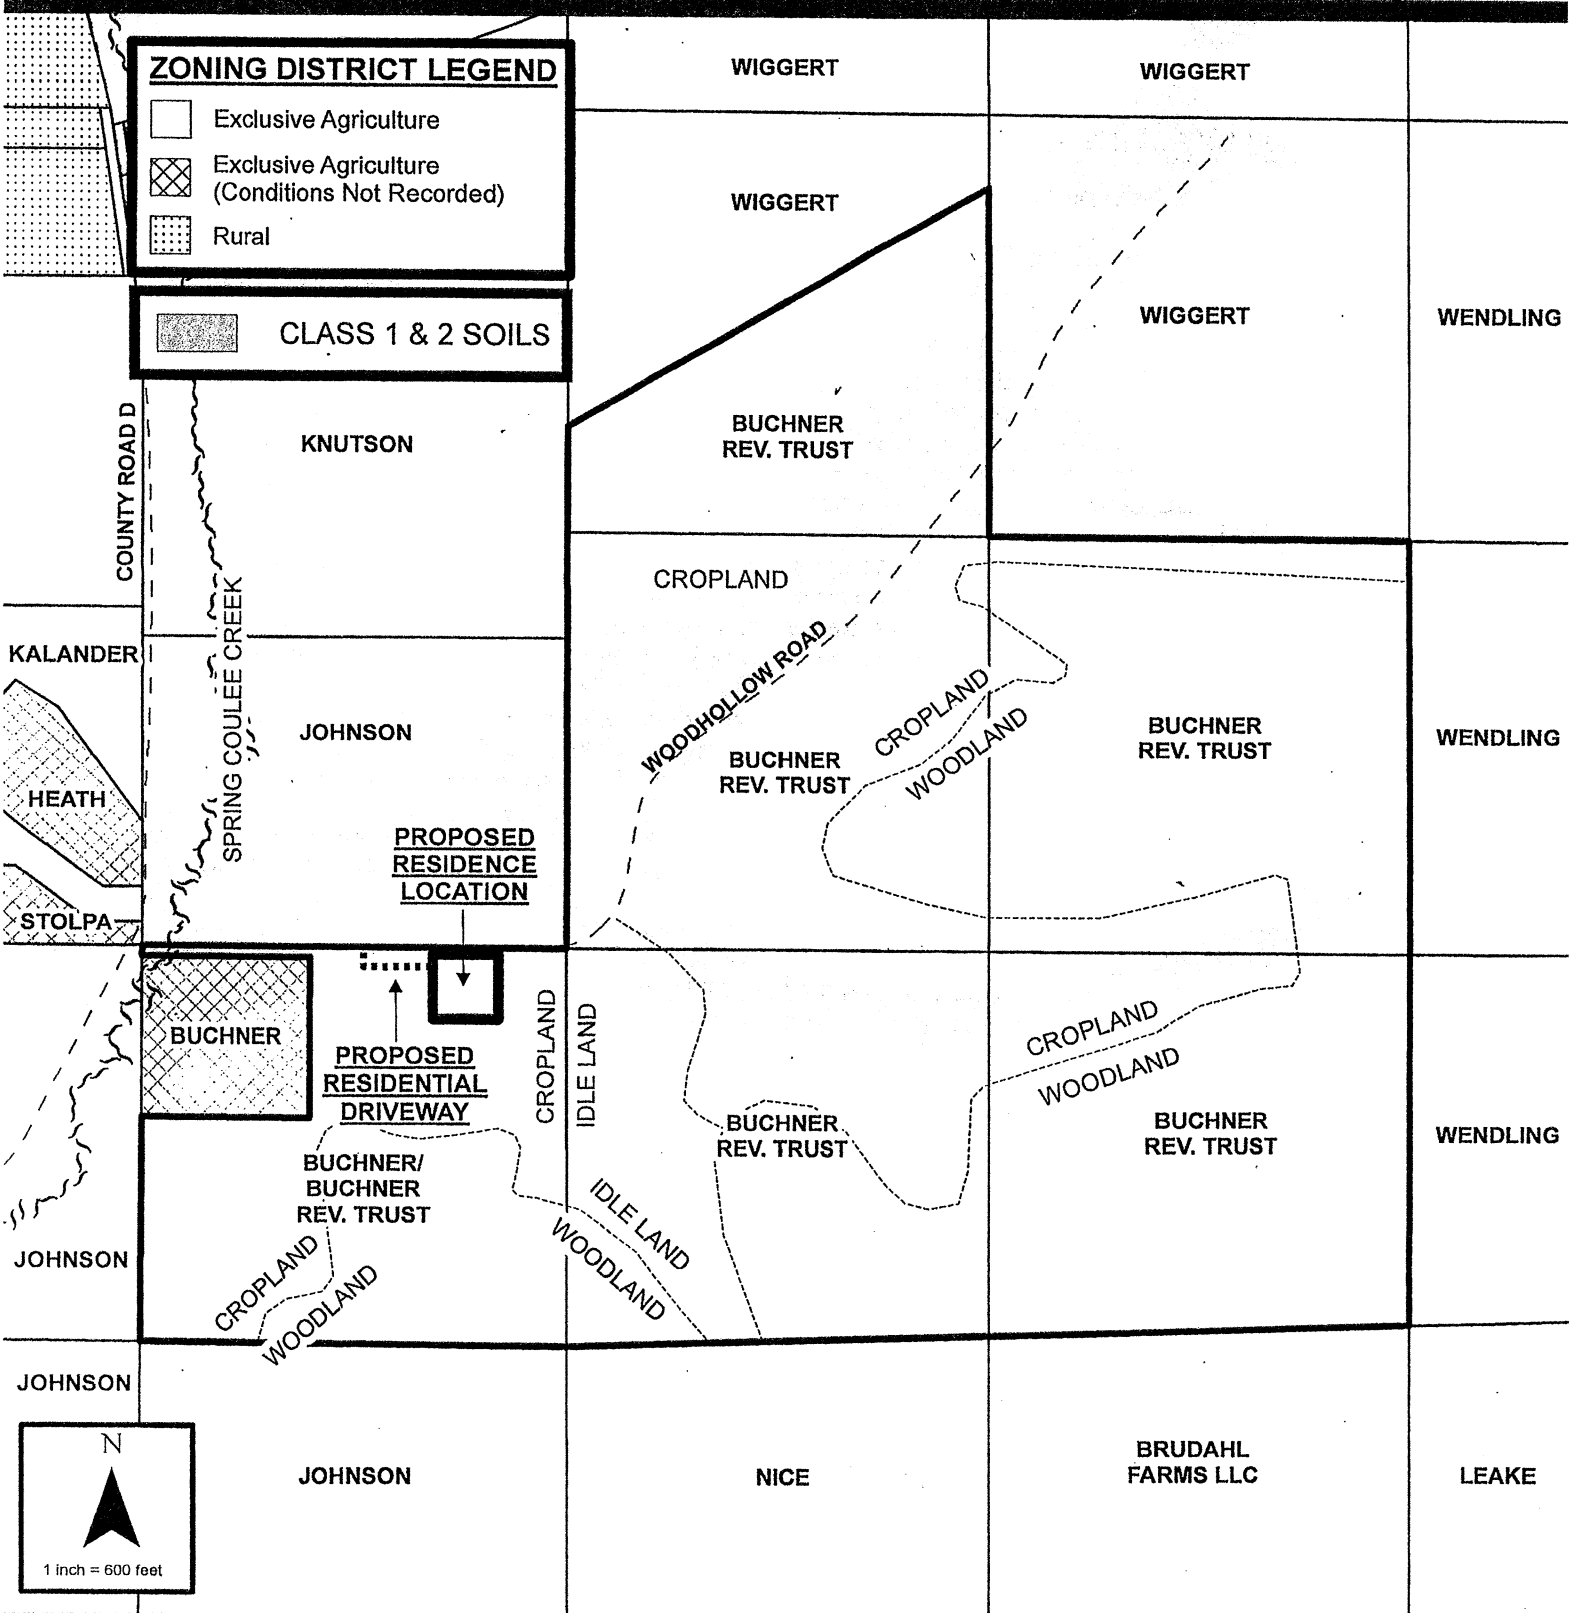 ZONING DISTRICT LEGEND
Exclusive Agriculture
Exclusive Agriculture
(Conditions Not Recorded)
Rural
CLASS 1 & 2 SOILS
WIGGERT
WIGGERT
WIGGERT
WIGGERT
WENDLING
COUNTY ROAD D
KNUTSON
BUCHNER
REV. TRUST
SPRING COULEE CREEK
CROPLAND
KALANDER
WOODHOLLOW ROAD
JOHNSON
BUCHNER
REV. TRUST
CROPLAND
WOODLAND
BUCHNER
REV. TRUST
WENDLING
HEATH
PROPOSED
RESIDENCE
LOCATION
STOLPA
BUCHNER
PROPOSED
RESIDENTIAL
DRIVEWAY
CROPLAND
IDLE LAND
CROPLAND
WOODLAND
BUCHNER
REV. TRUST
BUCHNER
REV. TRUST
WENDLING
BUCHNER/
BUCHNER
REV. TRUST
IDLE LAND
WOODLAND
JOHNSON
CROPLAND
WOODLAND
JOHNSON
N
1 inch = 600 feet
JOHNSON
NICE
BRUDAHL
FARMS LLC
LEAKE